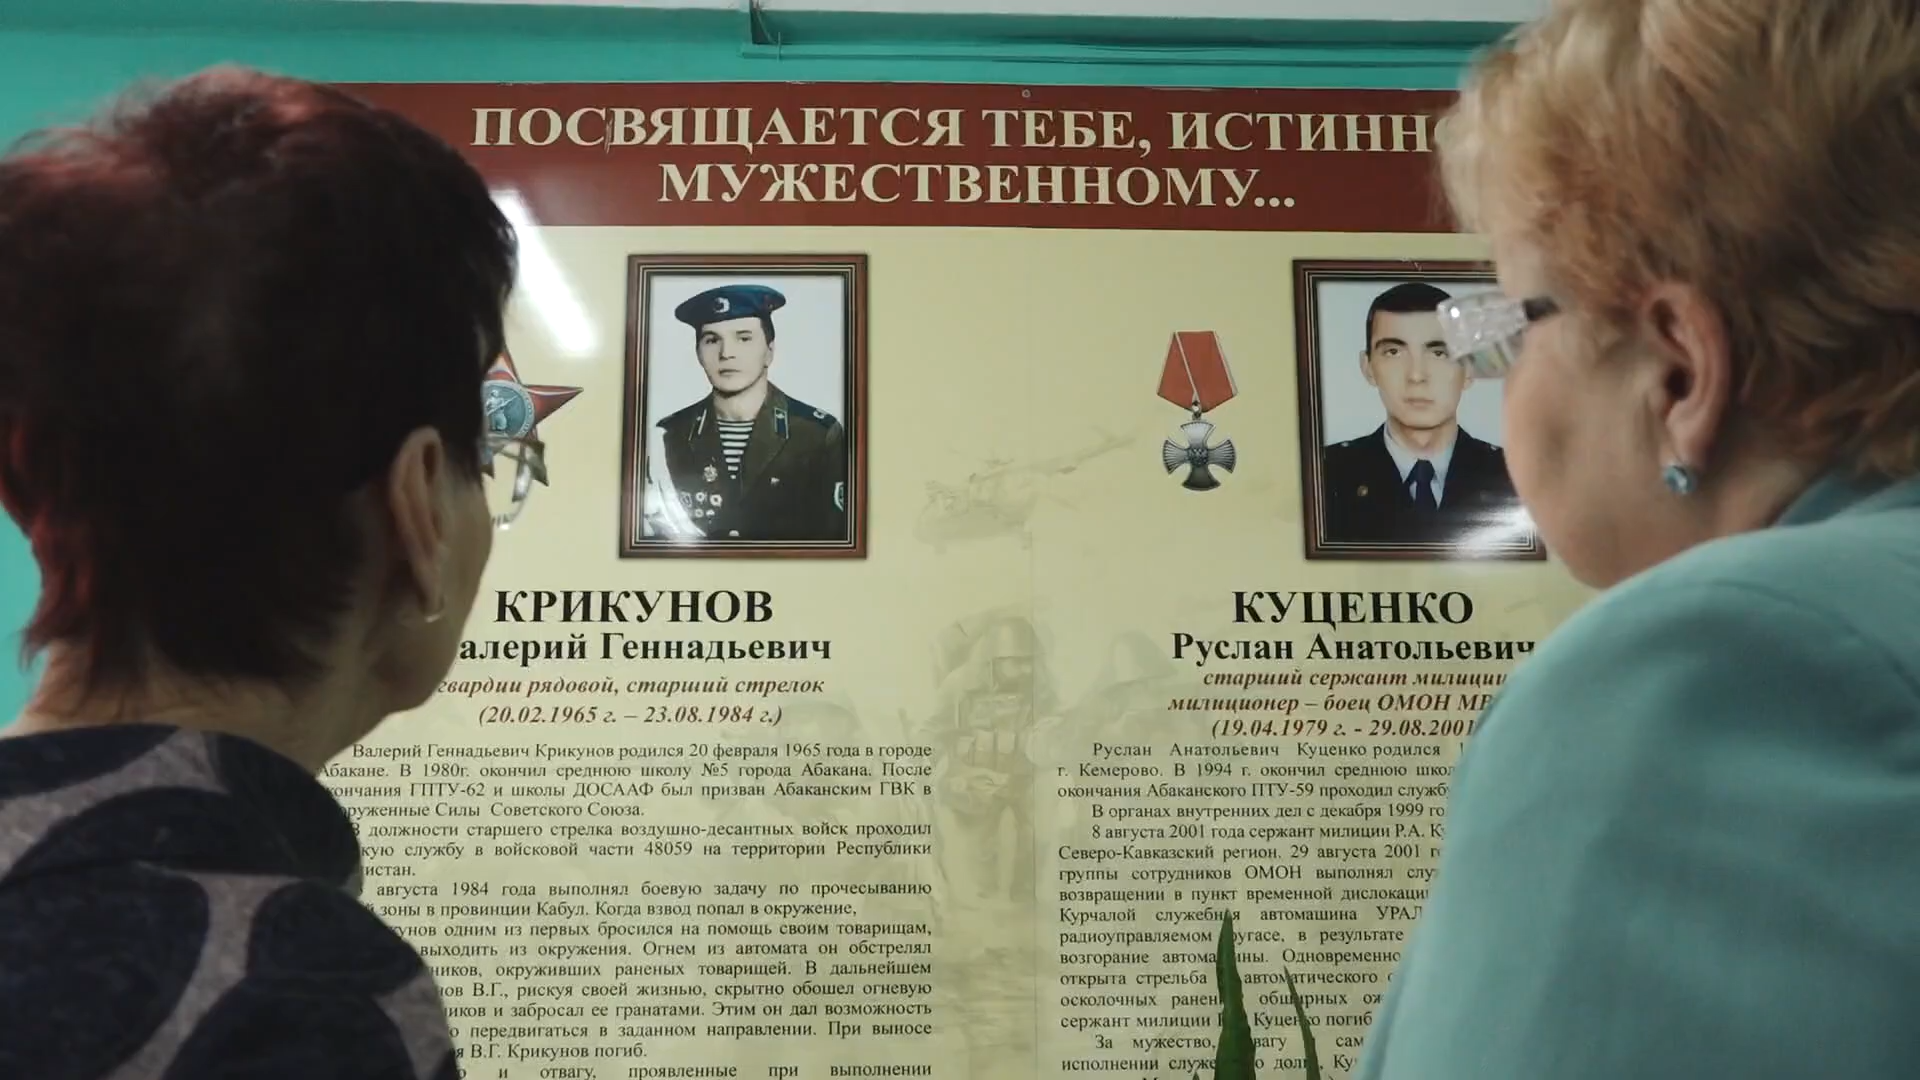 ПОСВЯЩАЕТСЯ ТЕБЕ, ИСТИННО
МУЖЕСТВЕННОМУ...
КРИКУНОВ
алерий Геннадьевич
гвардии рядовой, старший стрелок
(20.02.1965 г. – 23.08.1984 г.)
Валерий Геннадьевич Крикунов родился 20 февраля 1965 года в городе
Абакане. В 1980г. окончил среднюю школу №5 города Абакана. После
кончания ГПТУ-62 и школы ДОСААФ был призван Абаканским ГВК в
оруженные Силы Советского Союза.
В должности старшего стрелка воздушно-десантных войск проходил
кую службу в войсковой части 48059 на территории Республики
истан.
августа 1984 года выполнял боевую задачу по прочесыванию
й зоны в провинции Кабул. Когда взвод попал в окружение,
кунов одним из первых бросился на помощь своим товарищам,
выходить из окружения. Огнем из автомата он обстрелял
ников, окруживших раненых товарищей. В дальнейшем
ов В.Г., рискуя своей жизнью, скрытно обошел огневую
иков и забросал ее гранатами. Этим он дал возможность
о передвигаться в заданном направлении. При выносе
я В.Г. Крикунов погиб.
о и отвагу, проявленные при выполнении
КУЦЕНКО
Руслан Анатольевич
старший сержант милиции
милиционер – боец ОМОН МВ
(19.04.1979 г. - 29.08.2001
Руслан Анатольевич Куценко родился 1
г. Кемерово. В 1994 г. окончил среднюю шко
окончания Абаканского ПТУ-59 проходил служб
В органах внутренних дел с декабря 1999 го
8 августа 2001 года сержант милиции Р.А. К
Северо-Кавказский регион. 29 августа 2001 г
группы сотрудников ОМОН выполнял слу
возвращении в пункт временной дислокаци
Курчалой служебная автомашина УРАЛ
радиоуправляемом фугасе, в результате
возгорание автомашины. Одновременно
открыта стрельба автоматического
осколочных ранен обширных ож
сержант милиции Куценко погиб
За мужество, вагу сам
исполнении служе о дол , Ку